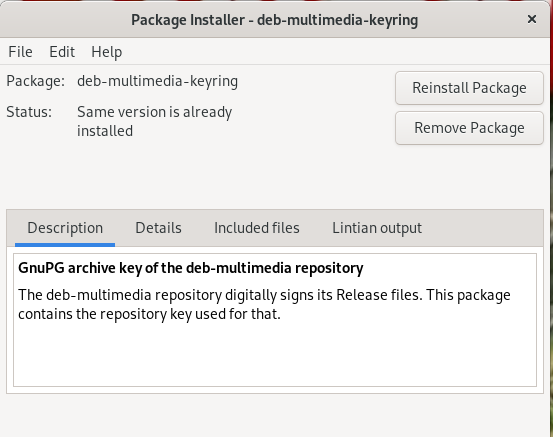 Package Installer - deb-multimedia-keyring
×
File Edit Help
Package: deb-multimedia-keyring
Reinstall Package
Status: Same version is already
installed
Remove Package
Description Details Included files Lintian output
GnuPG archive key of the deb-multimedia repository
The deb-multimedia repository digitally signs its Release files. This package
contains the repository key used for that.